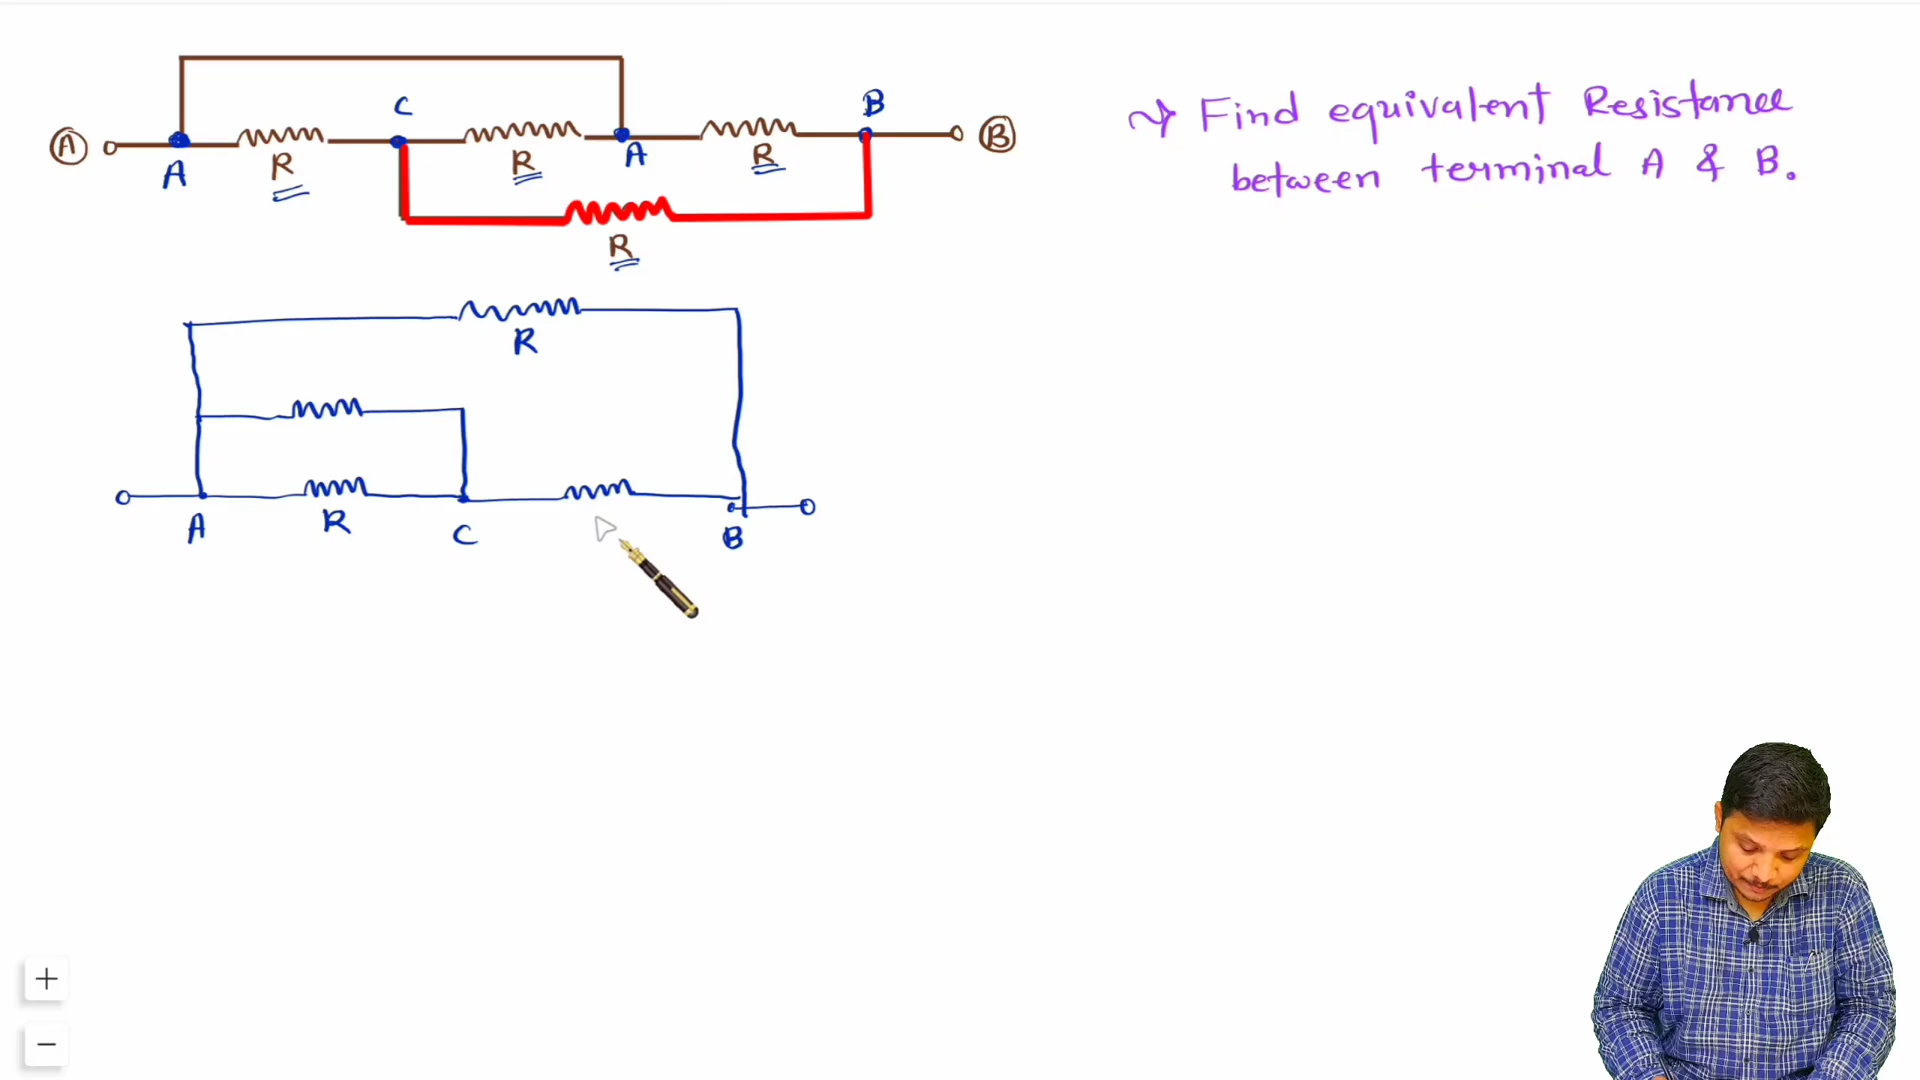 C
B
Ⓐ
Ⓑ
A
R
R
A
R
→ Find equivalent Resistance
between terminal A & B.
R
R
A
R
C
B
+
−